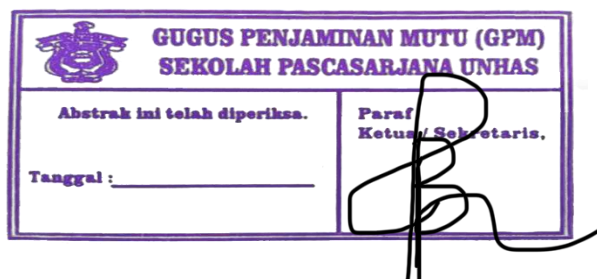 GUGUS PENJAMINAN MUTU (GPM)
SEKOLAH PASCASARJANA UNHAS
Abstrak ini telah diperiksa.
Tanggal :
Paraf
Ketua / Sekretaris,